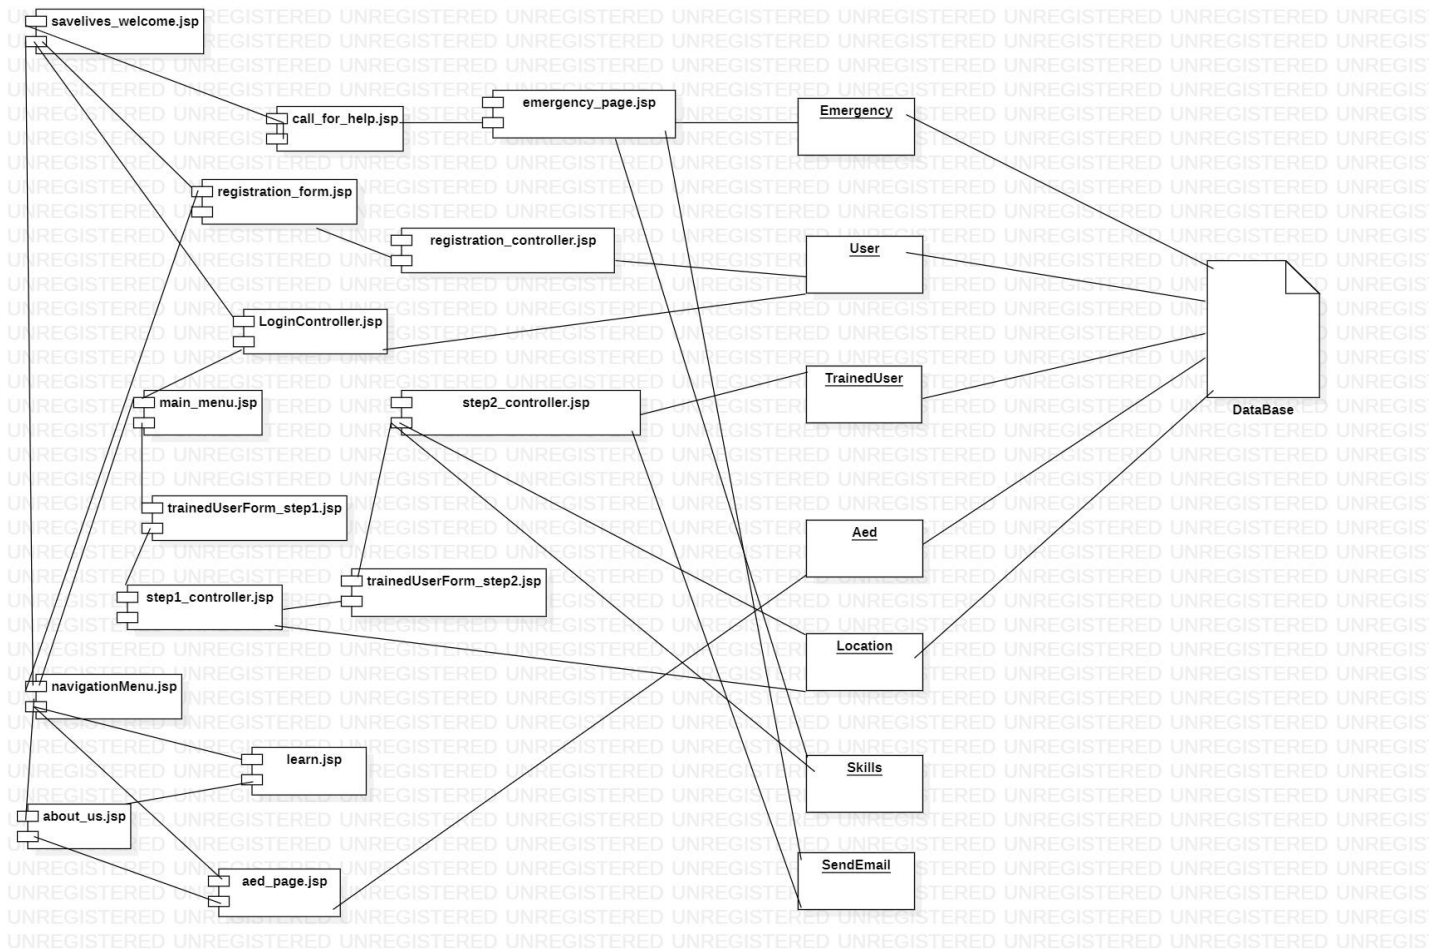 savelives_welcome.jsp
call_for_help.jsp
emergency_page.jsp
Emergency
registration_form.jsp
registration_controller.jsp
User
LoginController.jsp
main_menu.jsp
step2_controller.jsp
TrainedUser
DataBase
trainedUserForm_step1.jsp
Aed
step1_controller.jsp
trainedUserForm_step2.jsp
Location
navigationMenu.jsp
learn.jsp
Skills
about_us.jsp
aed_page.jsp
SendEmail
UNREGISTERED